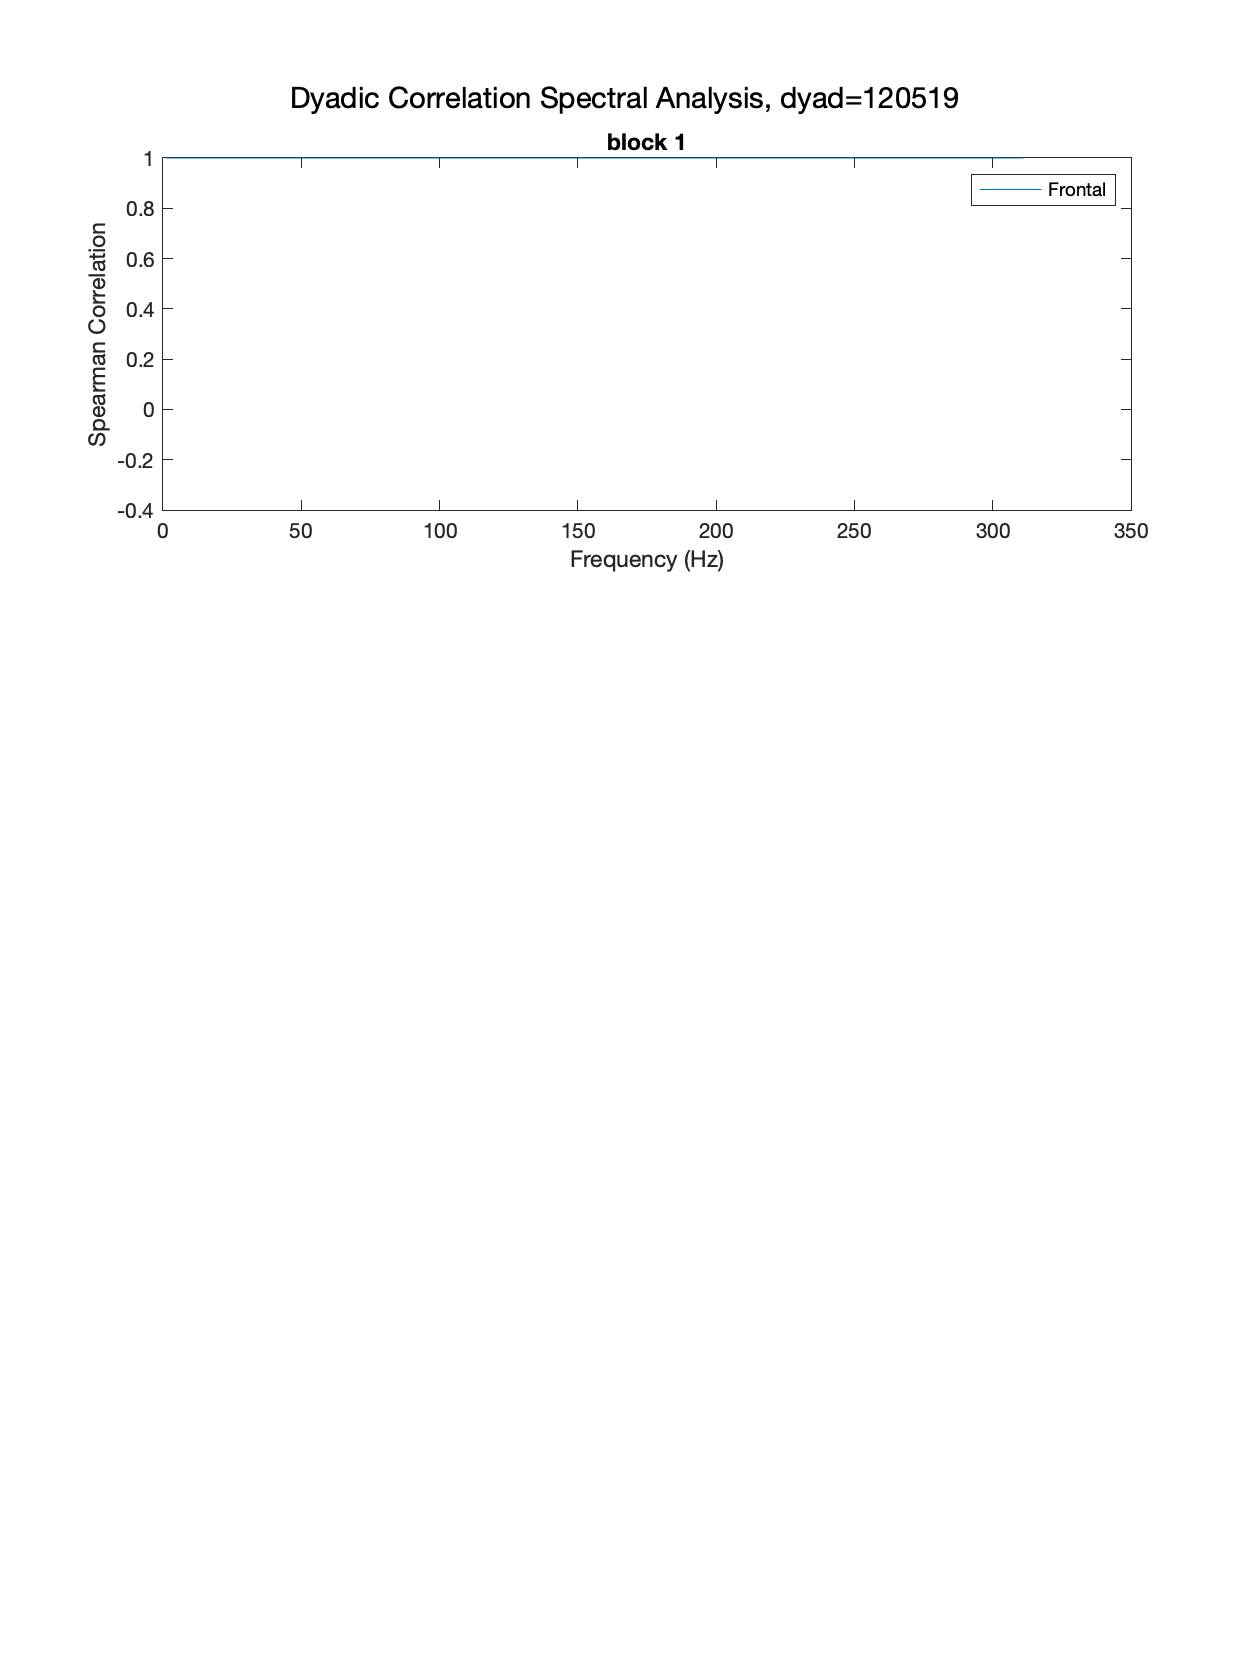 Dyadic Correlation Spectral Analysis, dyad=120519
block 1
1
0.8
0.6
0.4
0.2
0
-0.2
-0.4
Spearman Correlation
Frontal
0 50 100 150 200 250 300 350
Frequency (Hz)